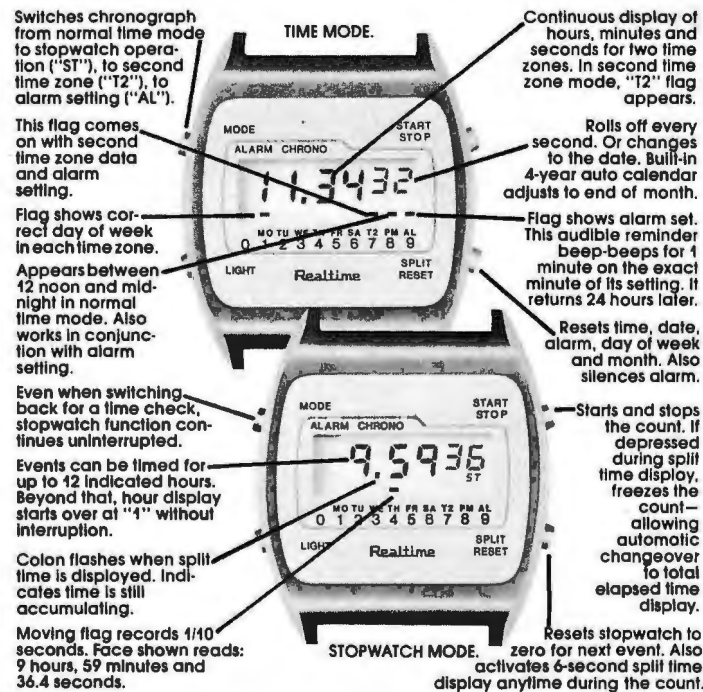 Switches chronograph
from normal time mode
to stopwatch opera-
tion ("ST"), to second
time zone ("T2"), to
alarm setting ("AL").
This flag comes
on with second
time zone data
and alarm
setting.
Flag shows cor-
rect day of week
in each time zone.
Appears between
12 noon and mid-
night in normal
time mode. Also
works in conjunc-
tion with alarm
setting.
Even when switching
back for a time check,
stopwatch function con-
tinues uninterrupted.
Events can be timed for
up to 12 indicated hours.
Beyond that, hour display
starts over at "1" without
interruption.
Colon flashes when split
time is displayed. Indi-
cates time is still
accumulating.
Moving flag records 1/10
seconds. Face shown reads:
9 hours, 59 minutes and
36.4 seconds.
TIME MODE.
MODE
START
STOP
ALARM CHRONO
11.34 32
MO TU WE TH FR SA T2 PM AL
0 1 2 3 4 5 6 7 8 9
LIGHT
Realtime
SPLIT
RESET
MODE
START
STOP
ALARM CHRONO
9.59 36
ST
MO TU WE TH FR SA T2 PM AL
0 1 2 3 4 5 6 7 8 9
LIGHT
Realtime
SPLIT
RESET
STOPWATCH MODE.
Continuous display of
hours, minutes and
seconds for two time
zones. In second time
zone mode, "T2" flag
appears.
Rolls off every
second. Or changes
to the date. Built-in
4-year auto calendar
adjusts to end of month.
Flag shows alarm set.
This audible reminder
beep-beeps for 1
minute on the exact
minute of its setting. It
returns 24 hours later.
Resets time, date,
alarm, day of week
and month. Also
silences alarm.
Starts and stops
the count. If
depressed
during split
time display,
freezes the
count—
allowing
automatic
changeover
to total
elapsed time
display.
Resets stopwatch to
zero for next event. Also
activates 6-second split time
display anytime during the count.